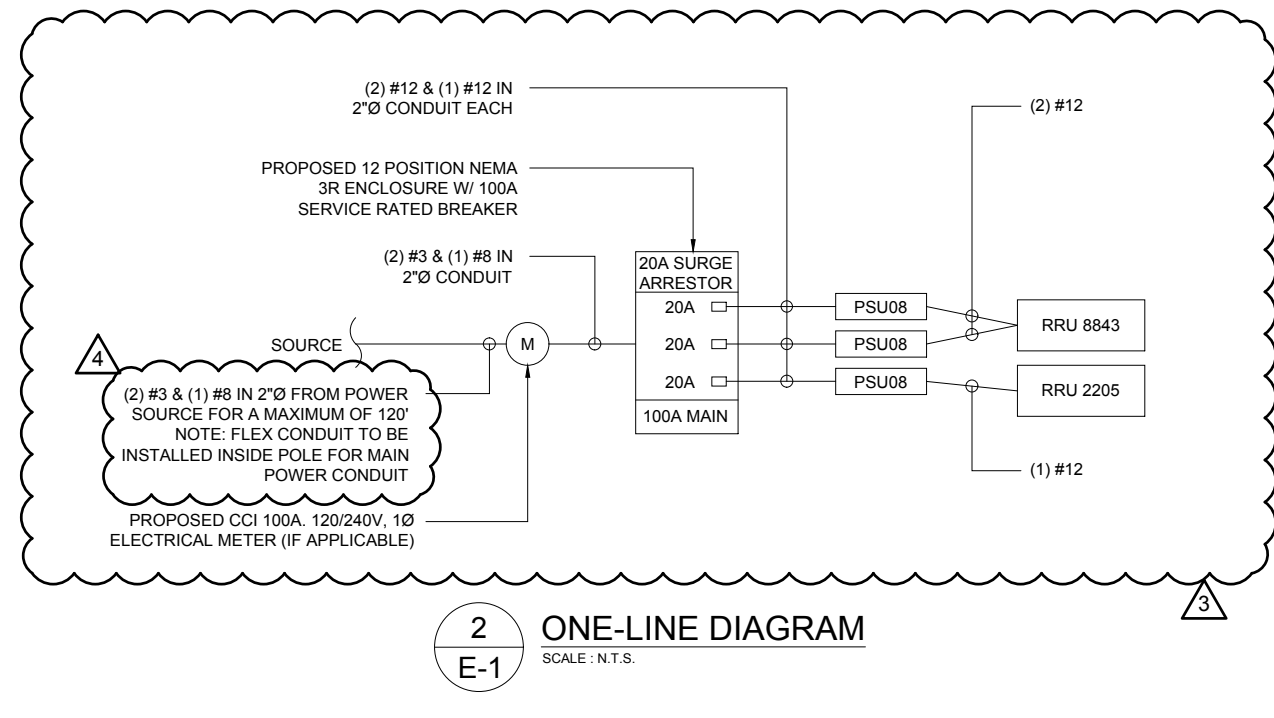 (2) #12 & (1) #12 IN
2"Ø CONDUIT EACH
(2) #12
PROPOSED 12 POSITION NEMA
3R ENCLOSURE W/ 100A
SERVICE RATED BREAKER
(2) #3 & (1) #8 IN
2"Ø CONDUIT
20A SURGE
ARRESTOR
20A
PSU08
RRU 8843
SOURCE
M
20A
PSU08
4
20A
PSU08
RRU 2205
(2) #3 & (1) #8 IN 2"Ø FROM POWER
SOURCE FOR A MAXIMUM OF 120'
NOTE: FLEX CONDUIT TO BE
INSTALLED INSIDE POLE FOR MAIN
POWER CONDUIT
100A MAIN
(1) #12
PROPOSED CCI 100A. 120/240V, 1Ø
ELECTRICAL METER (IF APPLICABLE)
3
2
E-1
ONE-LINE DIAGRAM
SCALE : N.T.S.